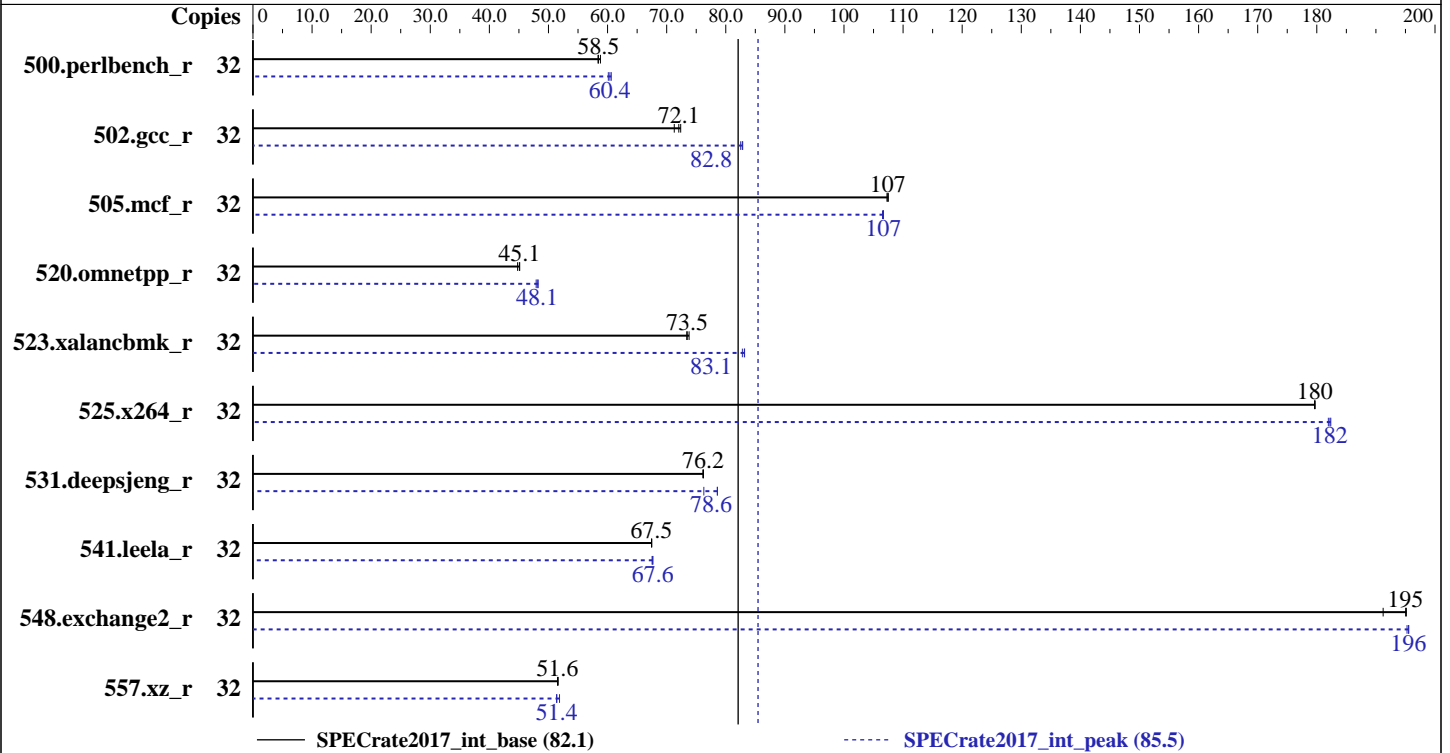 Copies 0 10.0 20.0 30.0 40.0 50.0 60.0 70.0 80.0 90.0 100 110 120 130 140 150 160 170 180 200
58.5
500.perlbench_r 32
60.4
72.1
502.gcc_r 32
82.8
107
505.mcf_r 32
107
45.1
520.omnetpp_r 32
48.1
73.5
523.xalancbmk_r 32
83.1
180
525.x264_r 32
182
76.2
531.deepsjeng_r 32
78.6
67.5
541.leela_r 32
67.6
195
548.exchange2_r 32
196
51.6
557.xz_r 32
51.4
SPECrate2017_int_base (82.1) SPECrate2017_int_peak (85.5)